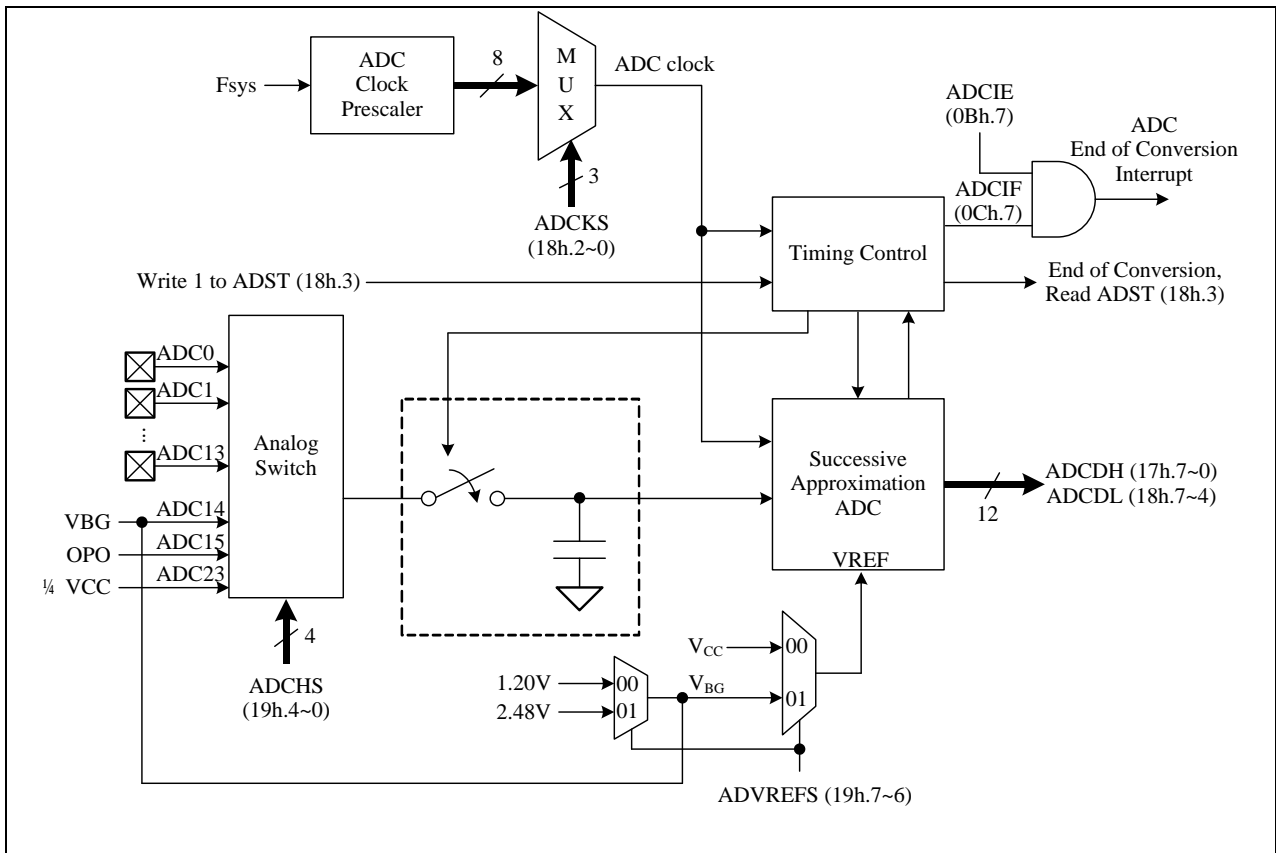 Fsys
ADC
Clock
Prescaler
8
M
U
X
ADC clock
3
ADCKS
(18h.2~0)
ADCIE
(0Bh.7)
ADCIF
(0Ch.7)
ADC
End of Conversion
Interrupt
Timing Control
Write 1 to ADST (18h.3)
End of Conversion,
Read ADST (18h.3)
ADC0
ADC1
...
ADC13
VBG
ADC14
OPO
ADC15
¼ VCC
ADC23
Analog
Switch
4
ADCHS
(19h.4~0)
Successive
Approximation
ADC
VREF
12
ADCDH (17h.7~0)
ADCDL (18h.7~4)
VCC
00
01
1.20V
2.48V
00
01
VBG
ADVREFS (19h.7~6)